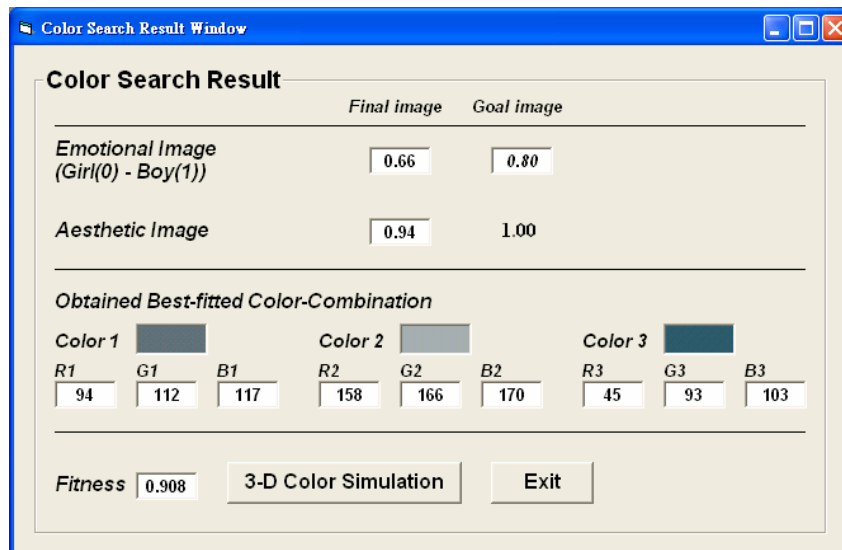 Color Search Result Window
Color Search Result
Final image Goal image
Emotional Image
(Girl(0) - Boy(1))
0.66 0.80
Aesthetic Image 0.94 1.00
Obtained Best-fitted Color-Combination
Color 1 Color 2 Color 3
R1 G1 B1 R2 G2 B2 R3 G3 B3
94 112 117 158 166 170 45 93 103
Fitness 0.908 3-D Color Simulation Exit